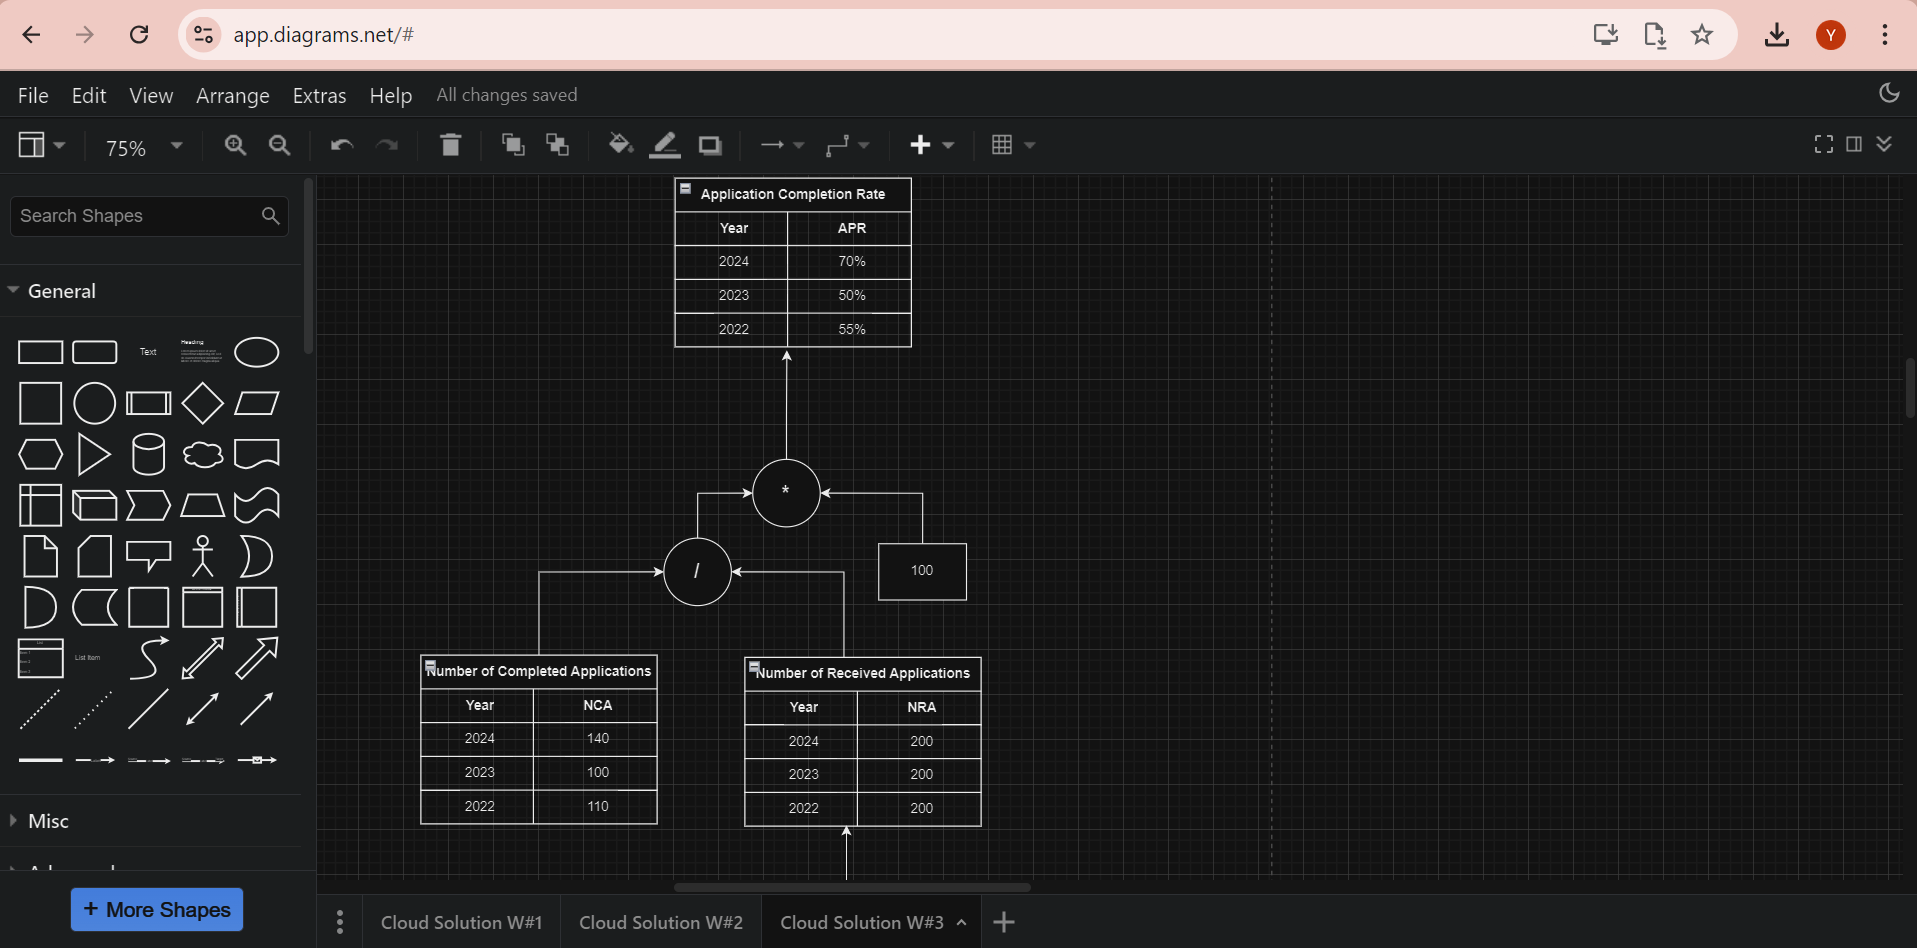 app.diagrams.net/#
Y
File Edit View Arrange Extras Help All changes saved
75%
Search Shapes
General
Text
Heading
List Item
Misc
+ More Shapes
Application Completion Rate
Year APR
2024 70%
2023 50%
2022 55%
*
/
100
Number of Completed Applications
Year NCA
2024 140
2023 100
2022 110
Number of Received Applications
Year NRA
2024 200
2023 200
2022 200
Cloud Solution W#1 Cloud Solution W#2 Cloud Solution W#3